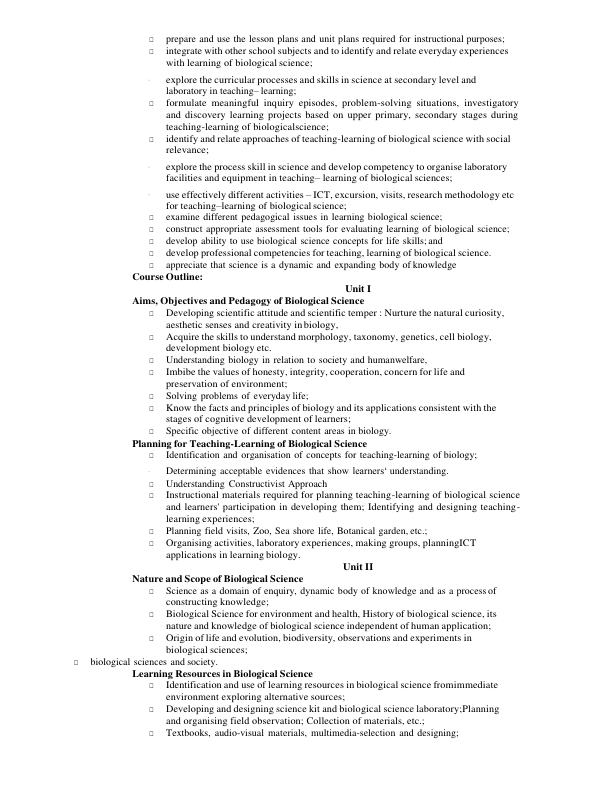 □ prepare and use the lesson plans and unit plans required for instructional purposes;
□ integrate with other school subjects and to identify and relate everyday experiences
with learning of biological science;
· explore the curricular processes and skills in science at secondary level and
laboratory in teaching– learning;
□ formulate meaningful inquiry episodes, problem-solving situations, investigatory
and discovery learning projects based on upper primary, secondary stages during
teaching-learning of biologicalscience;
□ identify and relate approaches of teaching-learning of biological science with social
relevance;
· explore the process skill in science and develop competency to organise laboratory
facilities and equipment in teaching– learning of biological sciences;
· use effectively different activities – ICT, excursion, visits, research methodology etc
for teaching–learning of biological science;
□ examine different pedagogical issues in learning biological science;
□ construct appropriate assessment tools for evaluating learning of biological science;
□ develop ability to use biological science concepts for life skills; and
□ develop professional competencies for teaching, learning of biological science.
□ appreciate that science is a dynamic and expanding body of knowledge
Course Outline:
Unit I
Aims, Objectives and Pedagogy of Biological Science
□ Developing scientific attitude and scientific temper : Nurture the natural curiosity,
aesthetic senses and creativity in biology,
□ Acquire the skills to understand morphology, taxonomy, genetics, cell biology,
development biology etc.
□ Understanding biology in relation to society and humanwelfare,
□ Imbibe the values of honesty, integrity, cooperation, concern for life and
preservation of environment;
□ Solving problems of everyday life;
□ Know the facts and principles of biology and its applications consistent with the
stages of cognitive development of learners;
□ Specific objective of different content areas in biology.
Planning for Teaching-Learning of Biological Science
□ Identification and organisation of concepts for teaching-learning of biology;
· Determining acceptable evidences that show learners' understanding.
□ Understanding Constructivist Approach
□ Instructional materials required for planning teaching-learning of biological science
and learners' participation in developing them; Identifying and designing teaching-
learning experiences;
□ Planning field visits, Zoo, Sea shore life, Botanical garden, etc.;
□ Organising activities, laboratory experiences, making groups, planningICT
applications in learning biology.
Unit II
Nature and Scope of Biological Science
□ Science as a domain of enquiry, dynamic body of knowledge and as a process of
constructing knowledge;
□ Biological Science for environment and health, History of biological science, its
nature and knowledge of biological science independent of human application;
□ Origin of life and evolution, biodiversity, observations and experiments in
biological sciences;
□ biological sciences and society.
Learning Resources in Biological Science
□ Identification and use of learning resources in biological science fromimmediate
environment exploring alternative sources;
□ Developing and designing science kit and biological science laboratory;Planning
and organising field observation; Collection of materials, etc.;
□ Textbooks, audio-visual materials, multimedia-selection and designing;